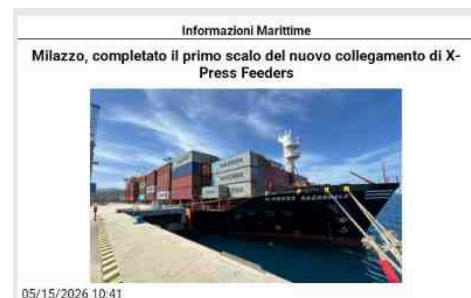 Informazioni Marittime
Milazzo, completato il primo scalo del nuovo collegamento di X-
Press Feeders
05/15/2026 10:41